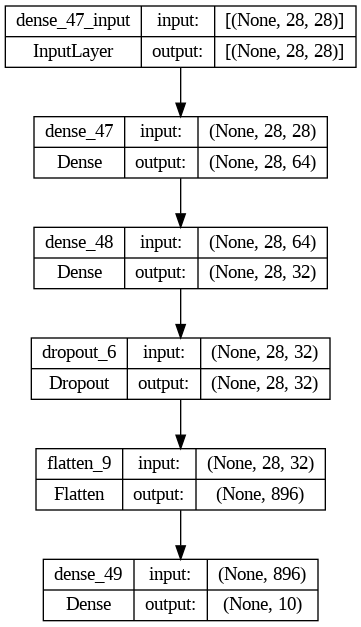 dense_47_input input: [(None, 28, 28)]
InputLayer output: [(None, 28, 28)]
dense_47 input: (None, 28, 28)
Dense output: (None, 28, 64)
dense_48 input: (None, 28, 64)
Dense output: (None, 28, 32)
dropout_6 input: (None, 28, 32)
Dropout output: (None, 28, 32)
flatten_9 input: (None, 28, 32)
Flatten output: (None, 896)
dense_49 input: (None, 896)
Dense output: (None, 10)